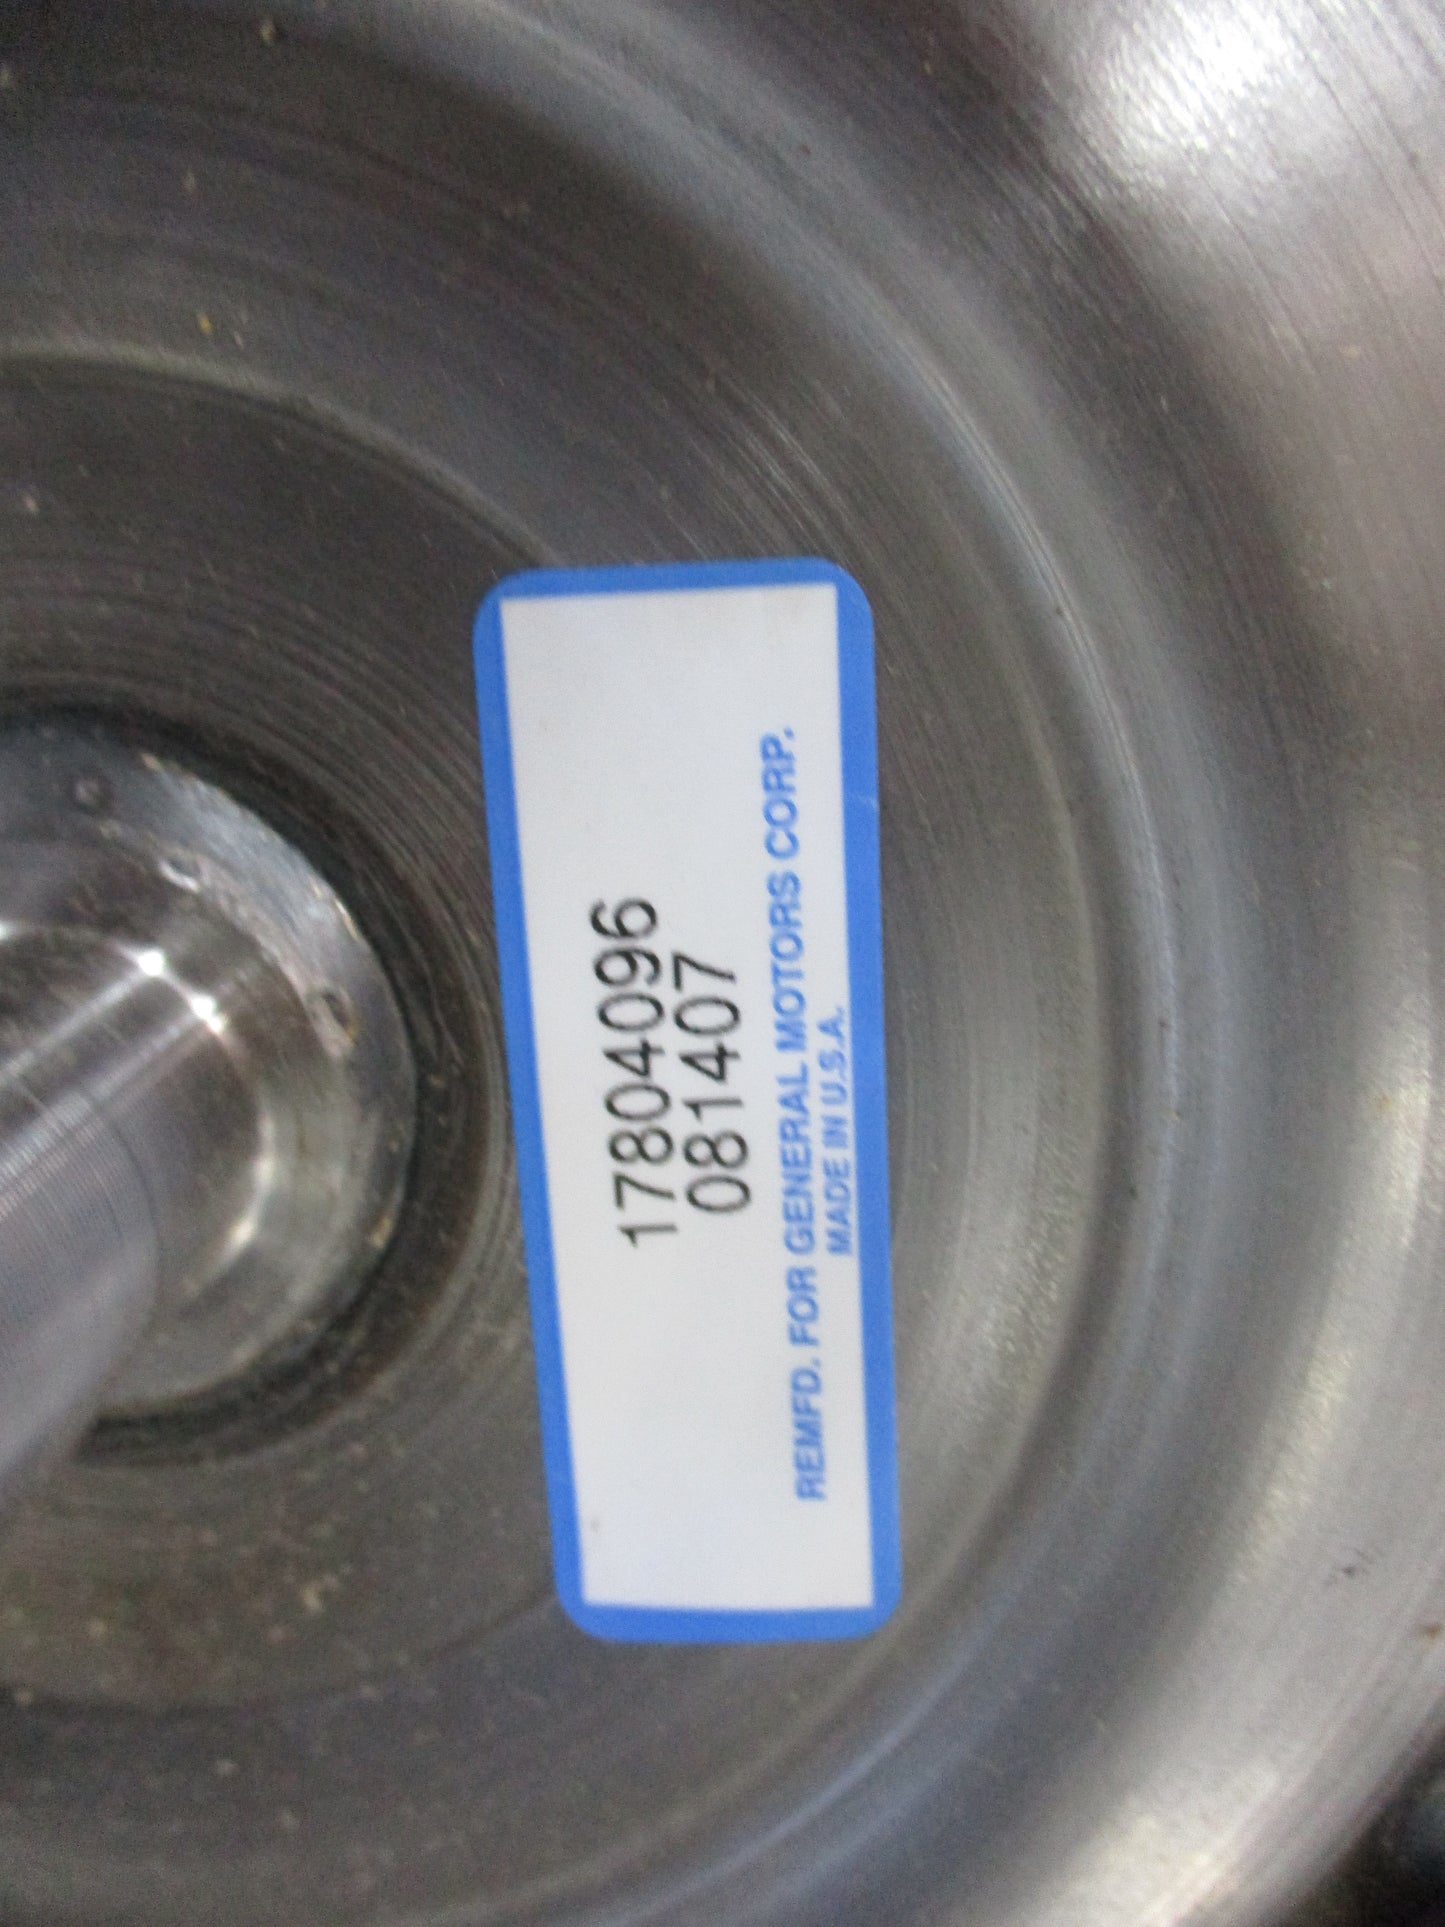 17804096
081407
REMFD. FOR GENERAL MOTORS CORP.
MADE IN U.S.A.